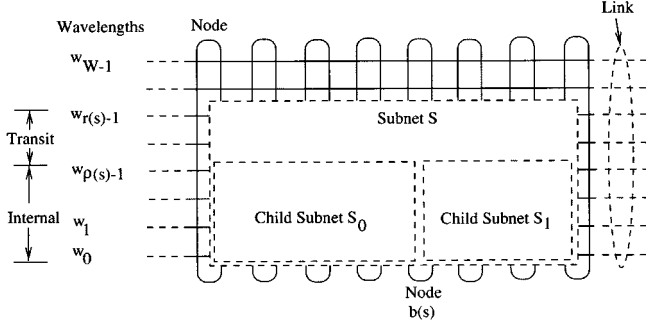 Wavelengths
Node
Link
w_{W-1}
w_{r(s)-1}
Subnet S
Transit
w_{ρ(s)-1}
Internal
w_1
Child Subnet S_0
Child Subnet S_1
w_0
Node
b(s)